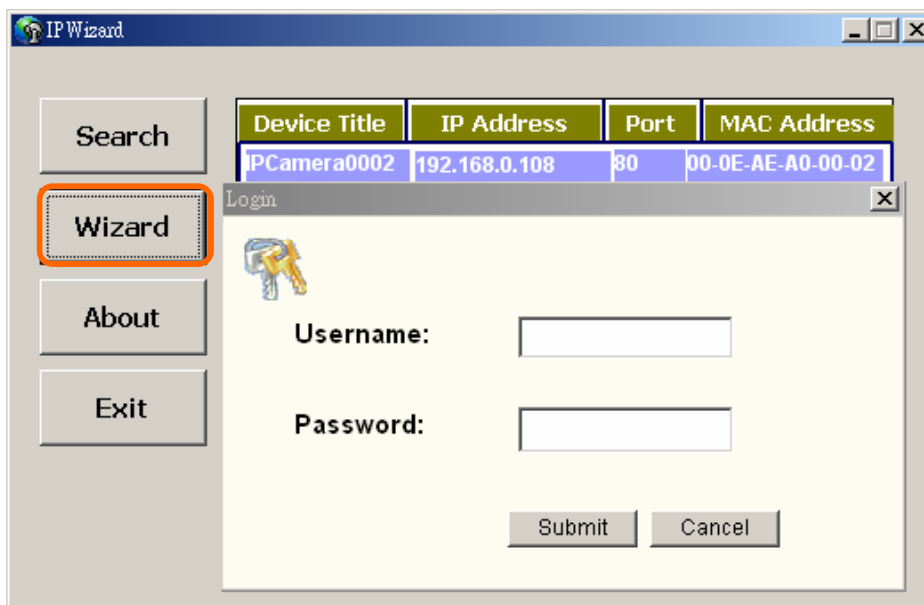 IP Wizard
Search
Device Title IP Address Port MAC Address
IPCamera0002 192.168.0.108 80 00-0E-AE-A0-00-02
Login
Wizard
Username:
About
Password:
Exit
Submit Cancel